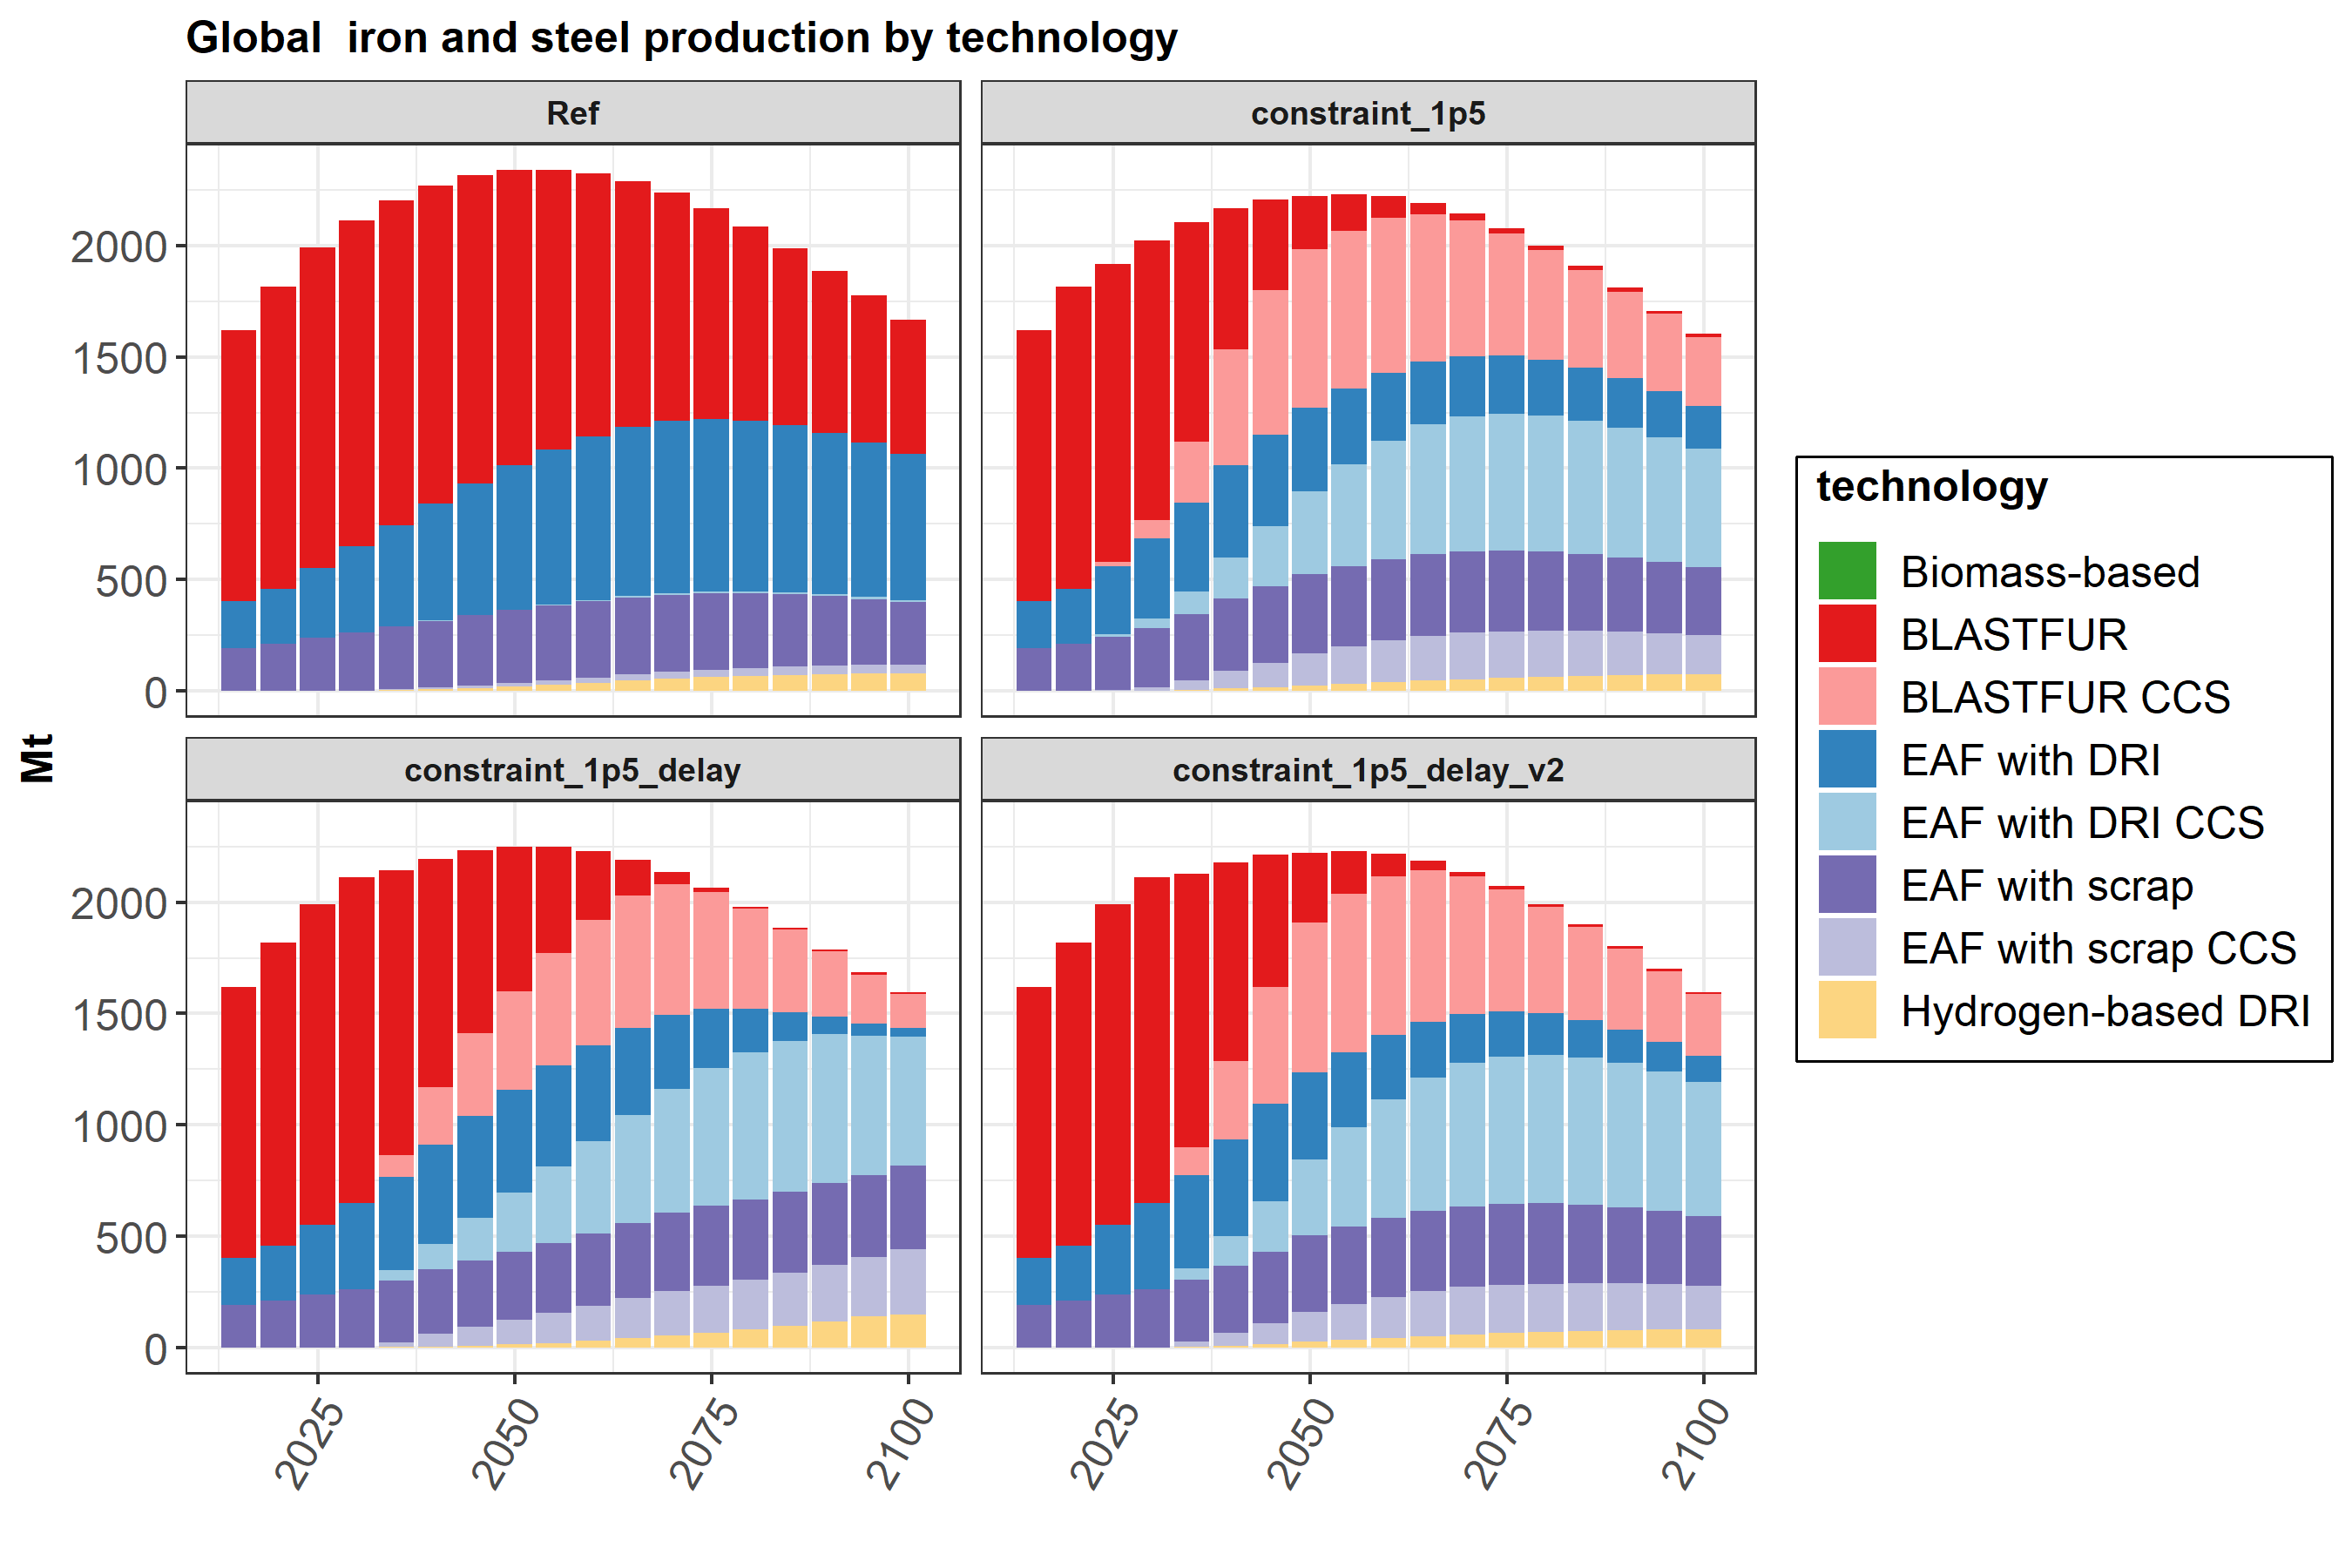 Global  iron and steel production by technology
Ref
constraint_1p5
2000
1500
1000
500
0
Mt
constraint_1p5_delay
constraint_1p5_delay_v2
2000
1500
1000
500
0
2025
2050
2075
2100
2025
2050
2075
2100
technology
Biomass-based
BLASTFUR
BLASTFUR CCS
EAF with DRI
EAF with DRI CCS
EAF with scrap
EAF with scrap CCS
Hydrogen-based DRI